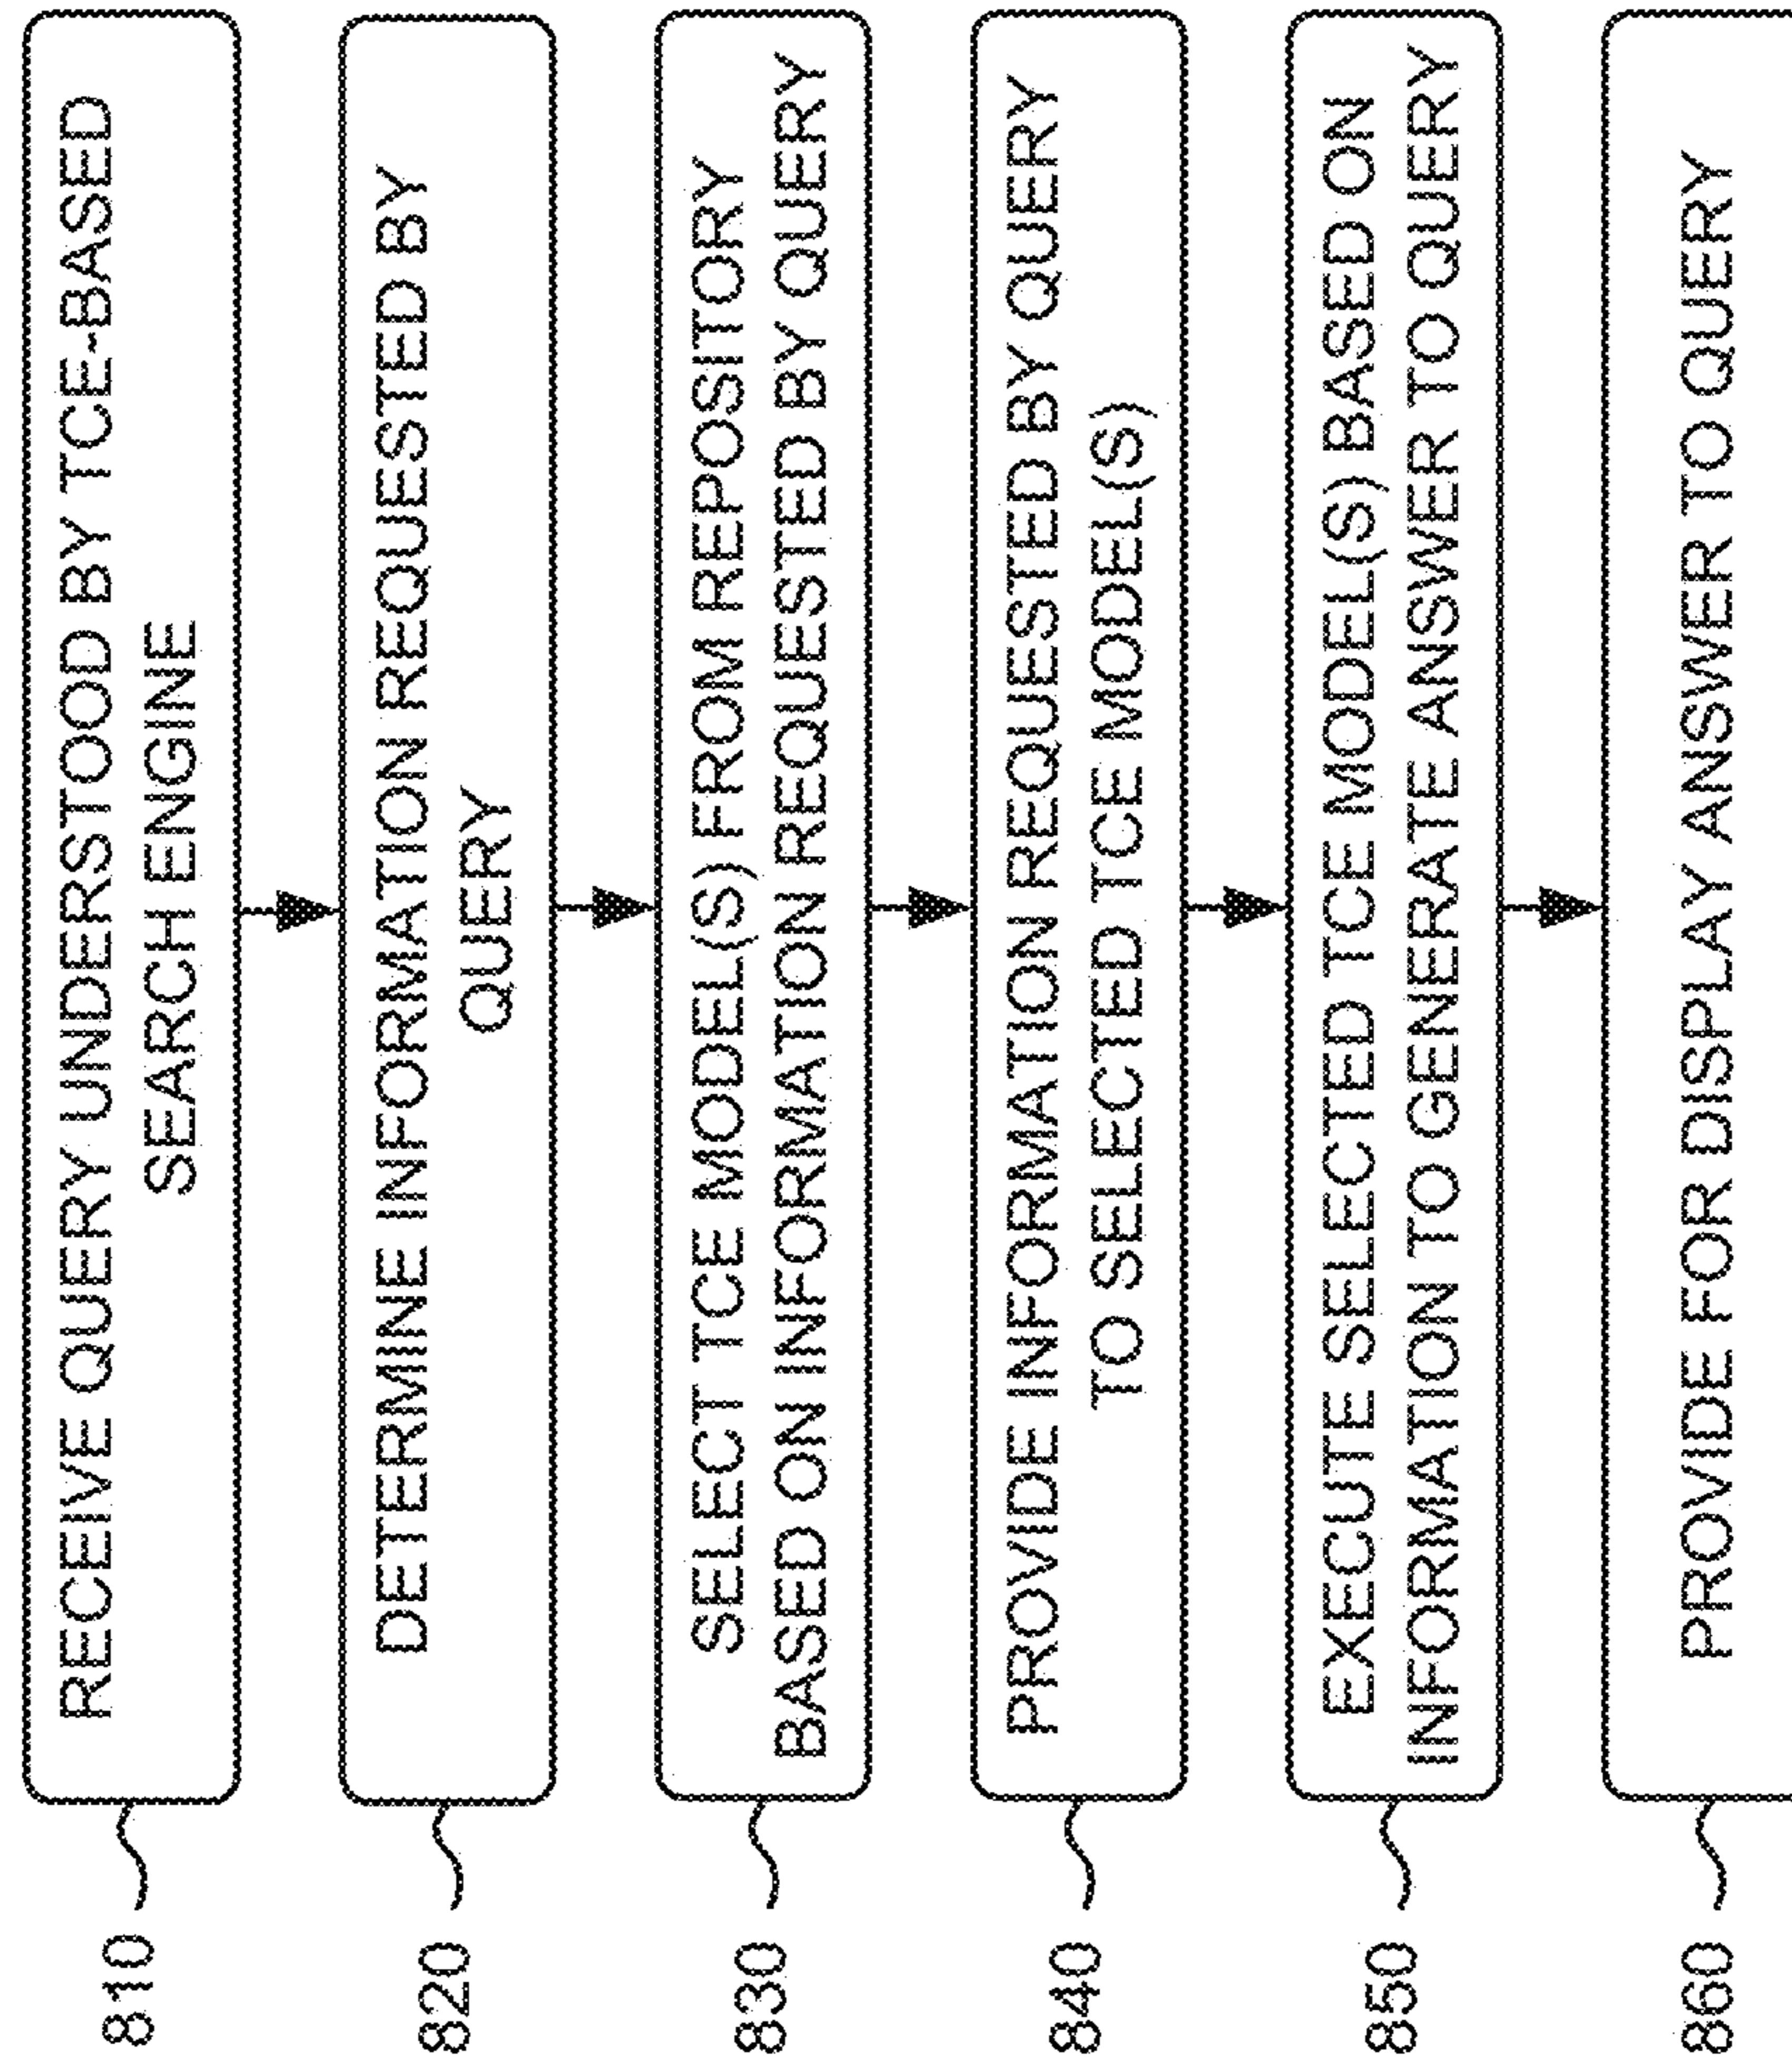 810
RECEIVE QUERY UNDERSTOOD BY TCE-BASED
SEARCH ENGINE
820
DETERMINE INFORMATION REQUESTED BY
QUERY
830
SELECT TCE MODEL(S) FROM REPOSITORY
BASED ON INFORMATION REQUESTED BY QUERY
840
PROVIDE INFORMATION REQUESTED BY QUERY
TO SELECTED TCE MODEL(S)
850
EXECUTE SELECTED TCE MODEL(S) BASED ON
INFORMATION TO GENERATE ANSWER TO QUERY
860
PROVIDE FOR DISPLAY ANSWER TO QUERY